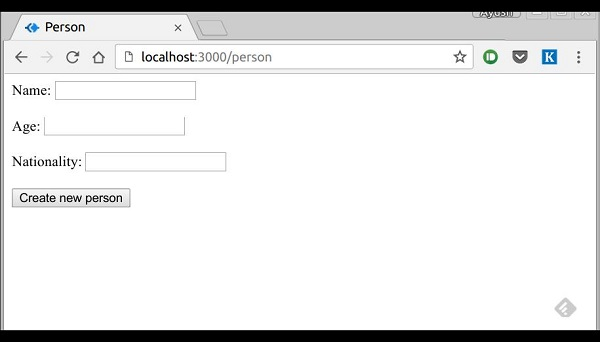 Ayush
Person
localhost:3000/person
K
Name:
Age:
Nationality:
Create new person